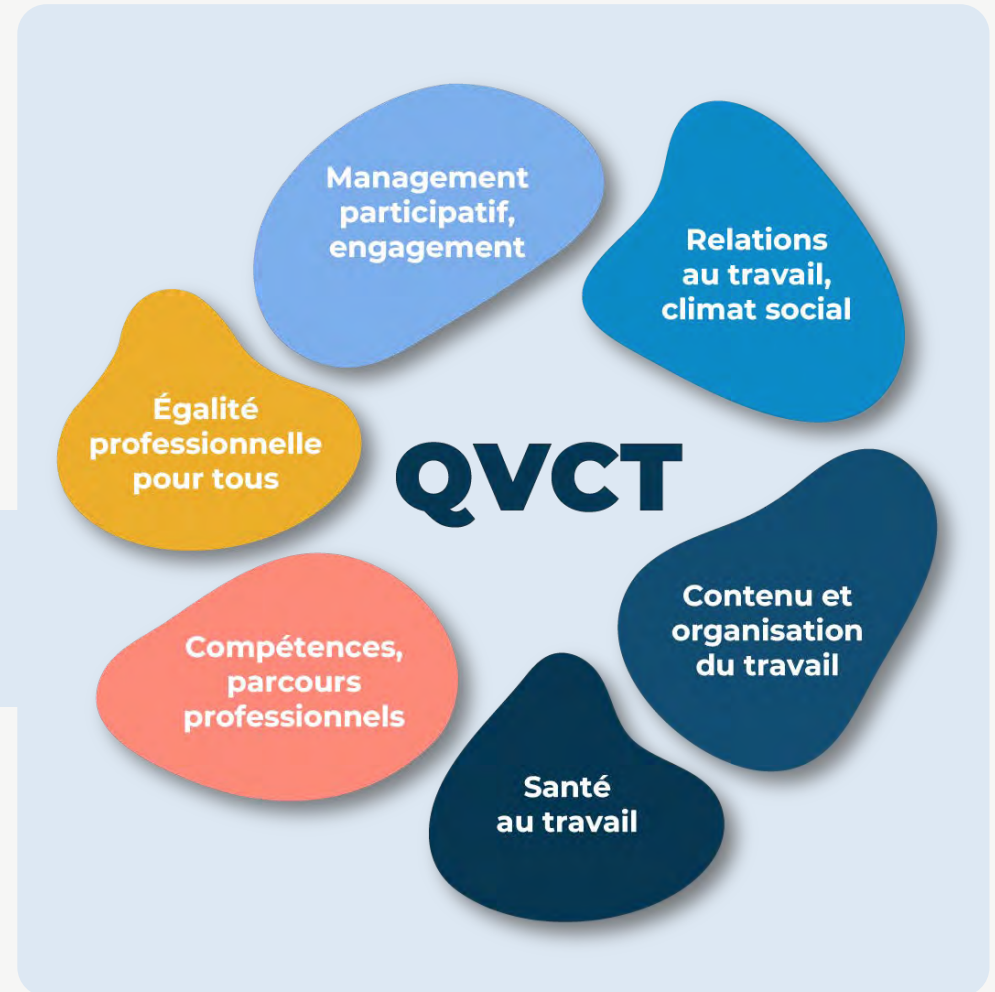 Management
participatif,
engagement
Relations
au travail,
climat social
Égalité
professionnelle
pour tous
QVCT
Contenu et
organisation
du travail
Compétences,
parcours
professionnels
Santé
au travail